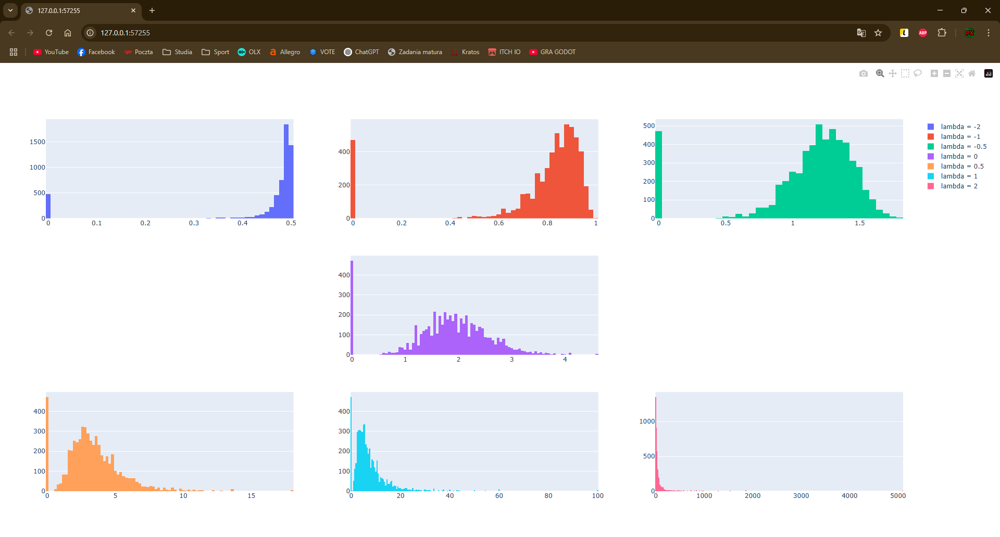 127.0.0.1:57255
127.0.0.1:57255
ABP
PX
YouTube Facebook Poczta Studia Sport OLX Allegro VOTE ChatGPT Zadania matura Kratos ITCH IO GRA GODOT
1500
1000
500
0
0 0.1 0.2 0.3 0.4 0.5
400
200
0
0 0.2 0.4 0.6 0.8 1
500
400
300
200
100
0
0 0.5 1 1.5
lambda = -2
lambda = -1
lambda = -0.5
lambda = 0
lambda = 0.5
lambda = 1
lambda = 2
400
300
200
100
0
0 1 2 3 4
400
300
200
100
0
0 5 10 15
400
300
200
100
0
0 20 40 60 80 100
1000
500
0
0 1000 2000 3000 4000 5000